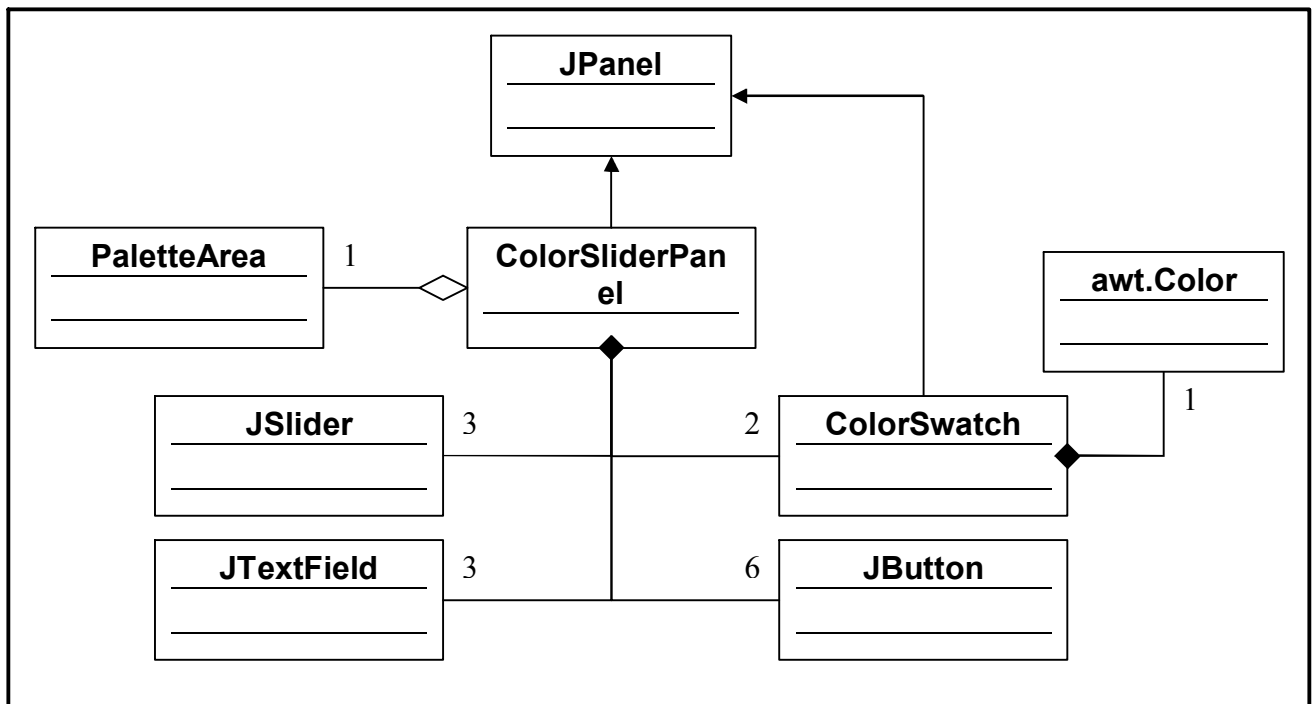 JPanel
PaletteArea
1
ColorSliderPan
el
awt.Color
1
JSlider
3
2
ColorSwatch
JTextField
3
6
JButton